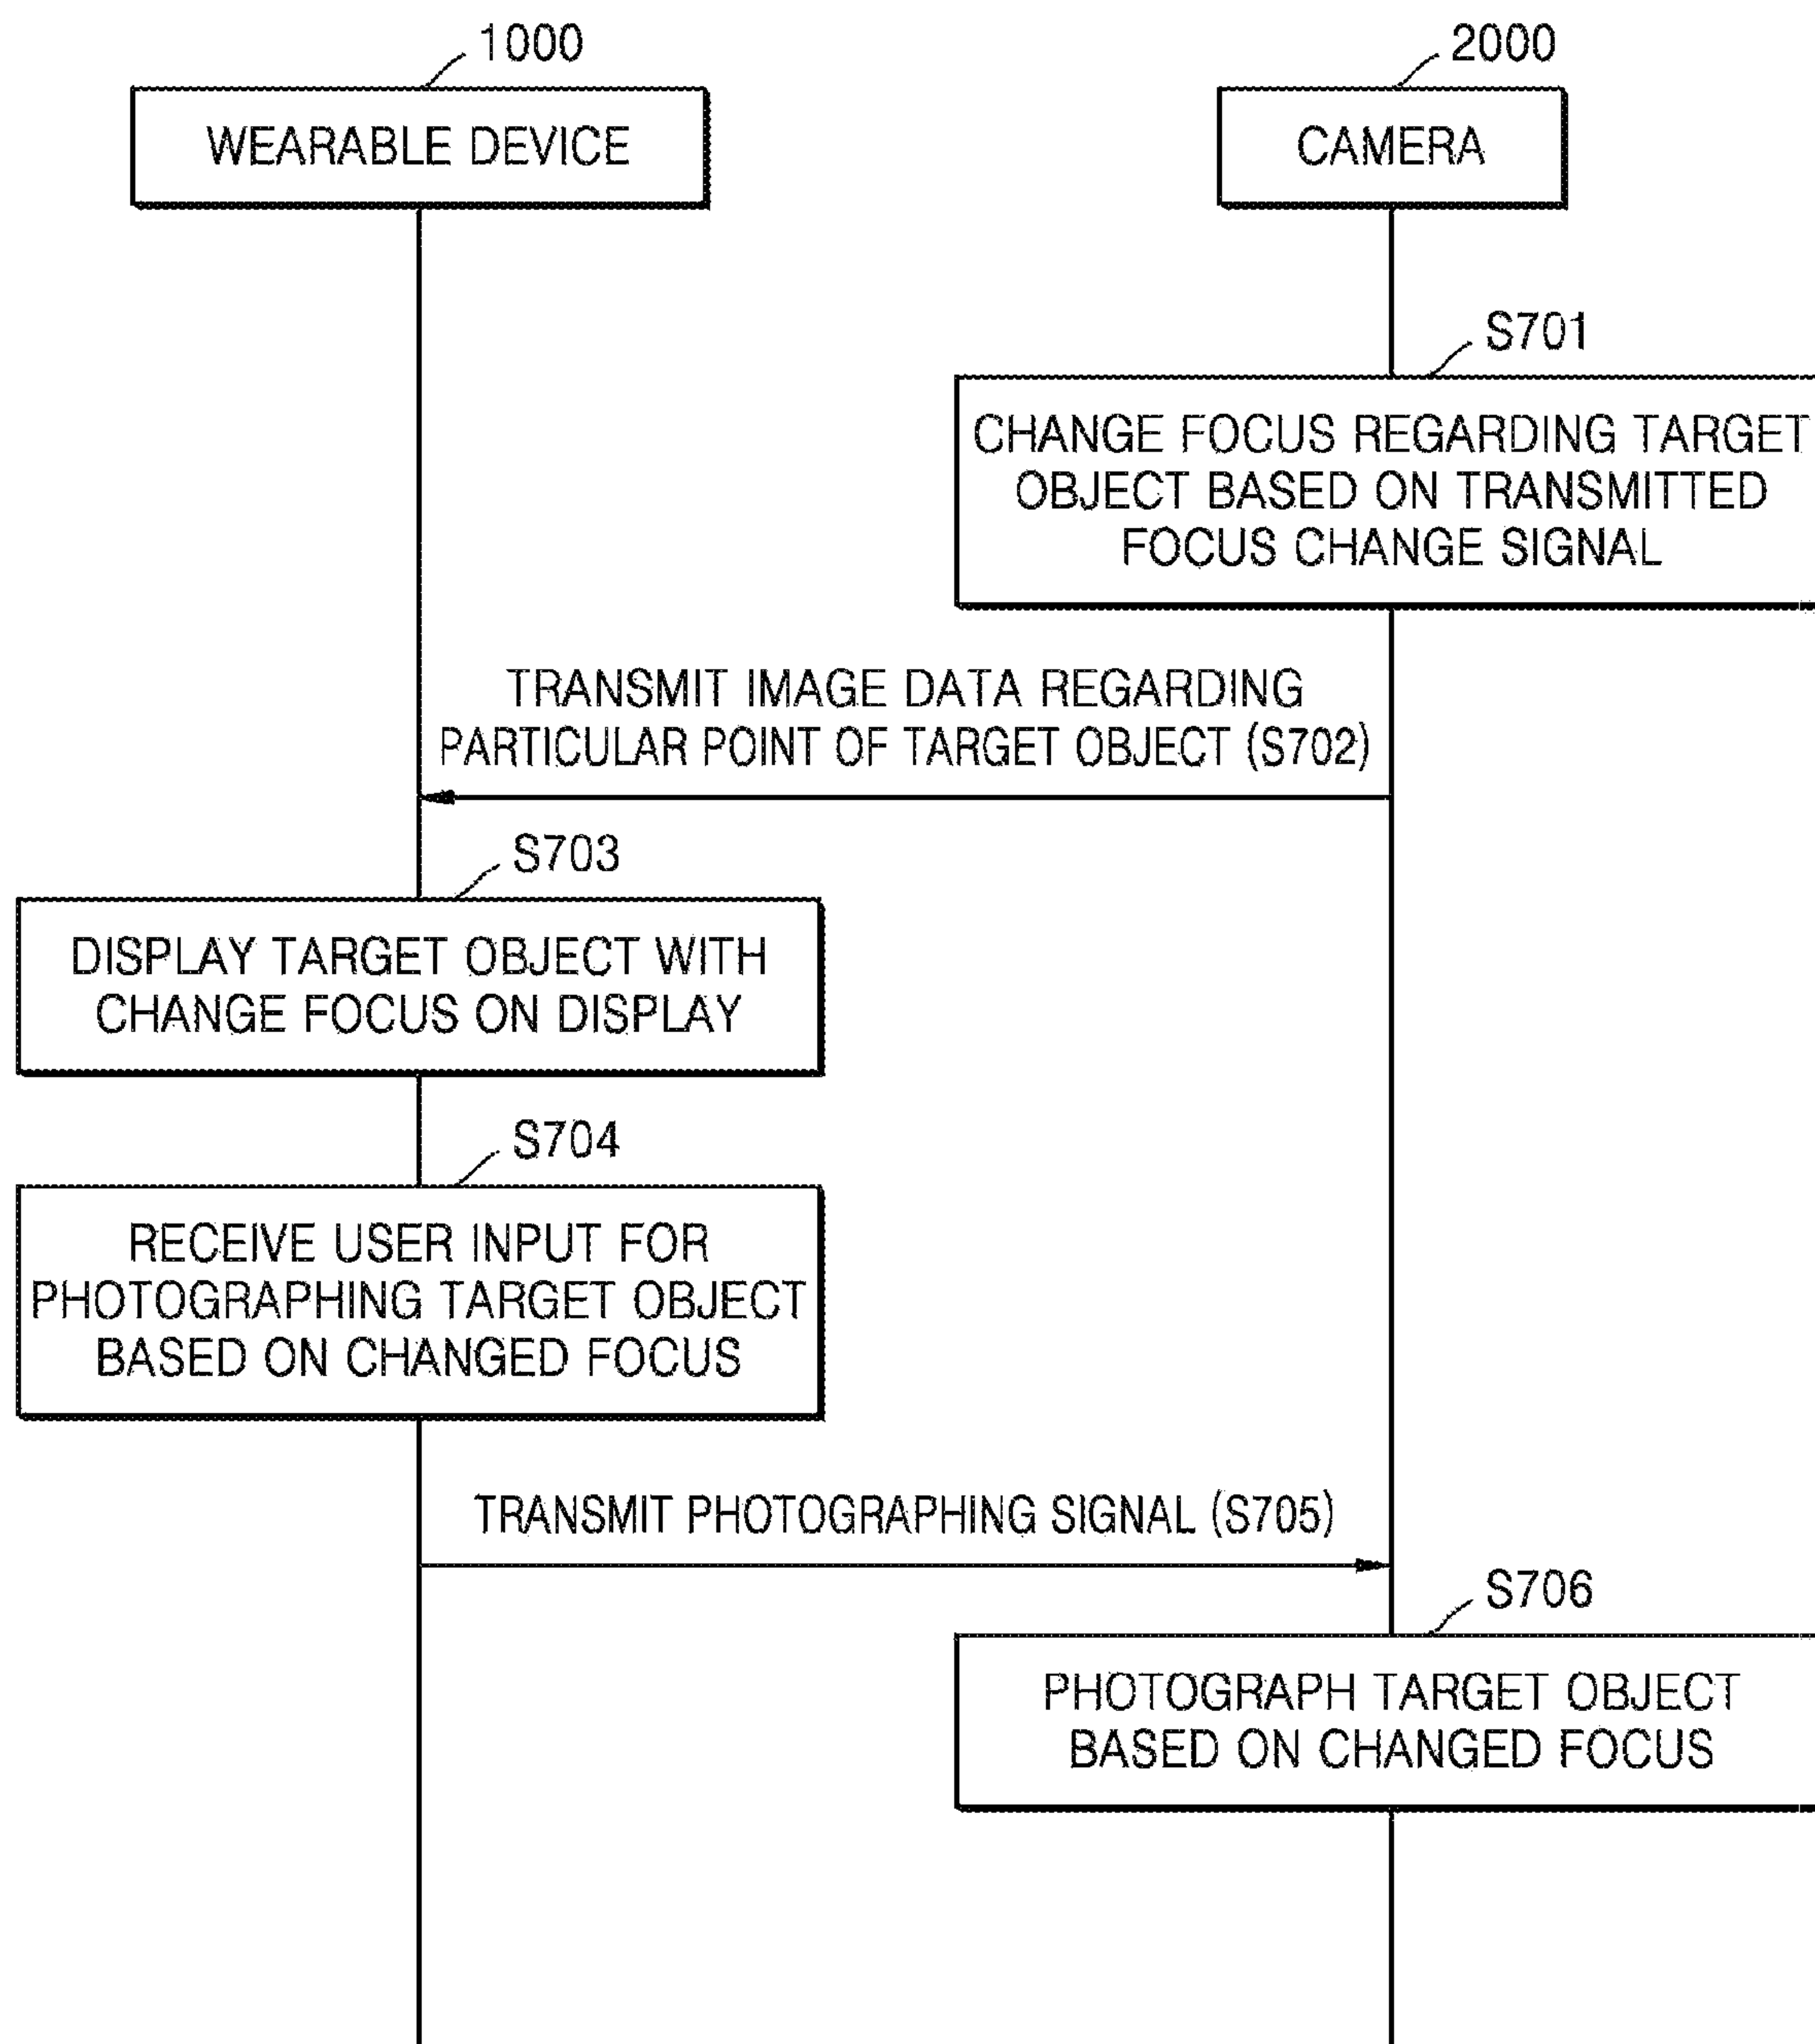 1000
2000
WEARABLE DEVICE
CAMERA
S701
CHANGE FOCUS REGARDING TARGET
OBJECT BASED ON TRANSMITTED
FOCUS CHANGE SIGNAL
TRANSMIT IMAGE DATA REGARDING
PARTICULAR POINT OF TARGET OBJECT (S702)
S703
DISPLAY TARGET OBJECT WITH
CHANGE FOCUS ON DISPLAY
S704
RECEIVE USER INPUT FOR
PHOTOGRAPHING TARGET OBJECT
BASED ON CHANGED FOCUS
TRANSMIT PHOTOGRAPHING SIGNAL (S705)
S706
PHOTOGRAPH TARGET OBJECT
BASED ON CHANGED FOCUS